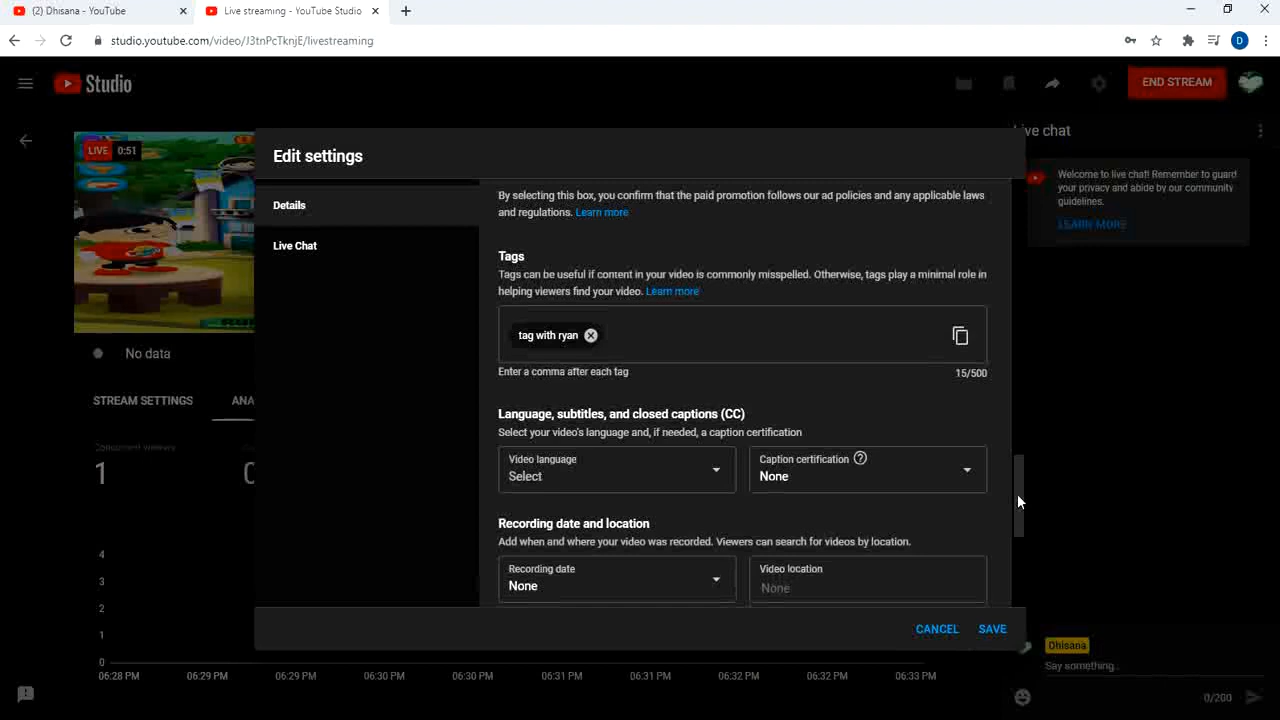 (2) Dhisana - YouTube
Live streaming - YouTube Studio
studio.youtube.com/video/J3tnPcTknjE/livestreaming
D
Studio
END STREAM
LIVE 0:51
Edit settings
Live chat
Details
Live Chat
By selecting this box, you confirm that the paid promotion follows our ad policies and any applicable laws
and regulations. Learn more
Welcome to live chat! Remember to guard
your privacy and abide by our community
guidelines.
LEARN MORE
Tags
Tags can be useful if content in your video is commonly misspelled. Otherwise, tags play a minimal role in
helping viewers find your video. Learn more
tag with ryan
Enter a comma after each tag
15/500
No data
STREAM SETTINGS
ANA
Concurrent viewers
1
0
Language, subtitles, and closed captions (CC)
Select your video's language and, if needed, a caption certification
Video language
Select
Caption certification
None
Recording date and location
Add when and where your video was recorded. Viewers can search for videos by location.
Recording date
None
Video location
None
CANCEL
SAVE
4
3
2
1
0
06:28 PM
06:29 PM
06:29 PM
06:30 PM
06:30 PM
06:31 PM
06:31 PM
06:32 PM
06:32 PM
06:33 PM
Dhisana
Say something...
0/200